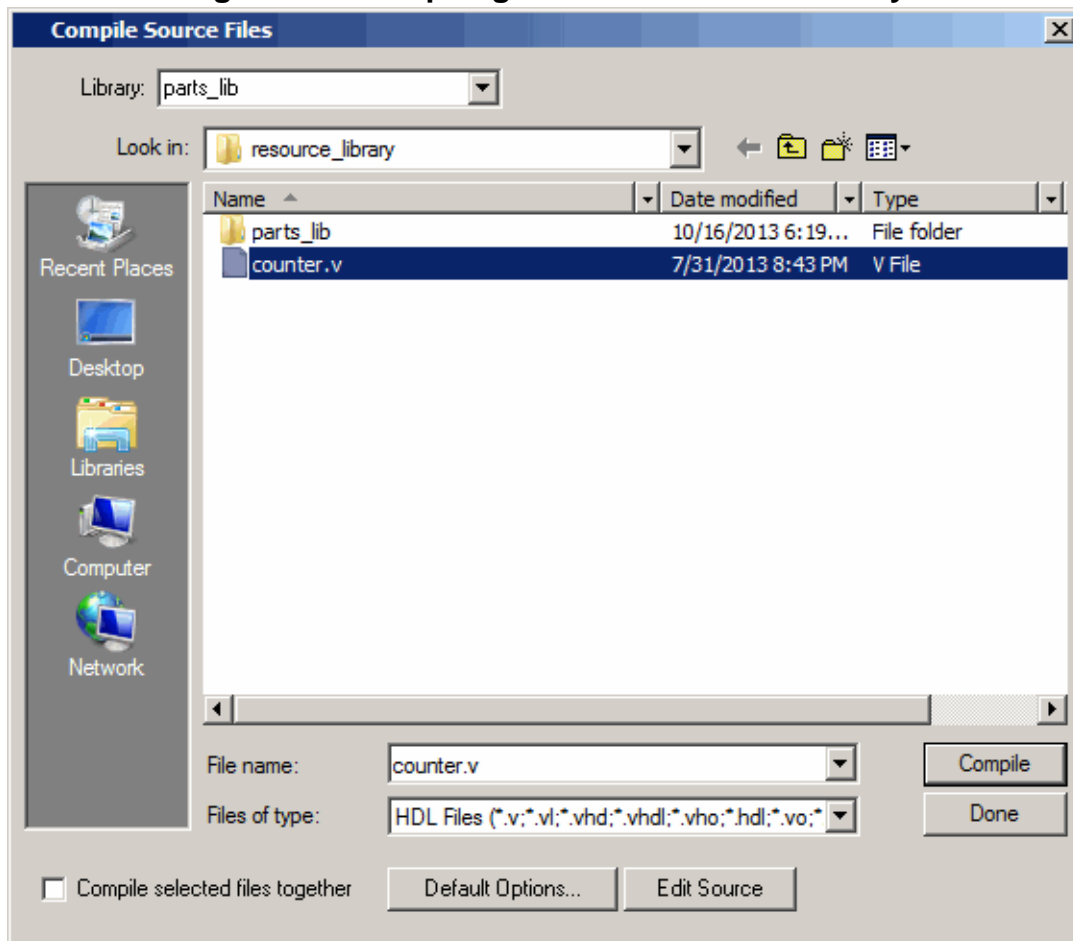 Compile Source Files
Library: parts_lib
Look in: resource_library
Name Date modified Type
parts_lib 10/16/2013 6:19... File folder
counter.v 7/31/2013 8:43 PM V File
Recent Places
Desktop
Libraries
Computer
Network
File name: counter.v Compile
Files of type: HDL Files (*.v;*.vl;*.vhd;*.vhdl;*.vho;*.hdl;*.vo;* Done
Compile selected files together Default Options... Edit Source